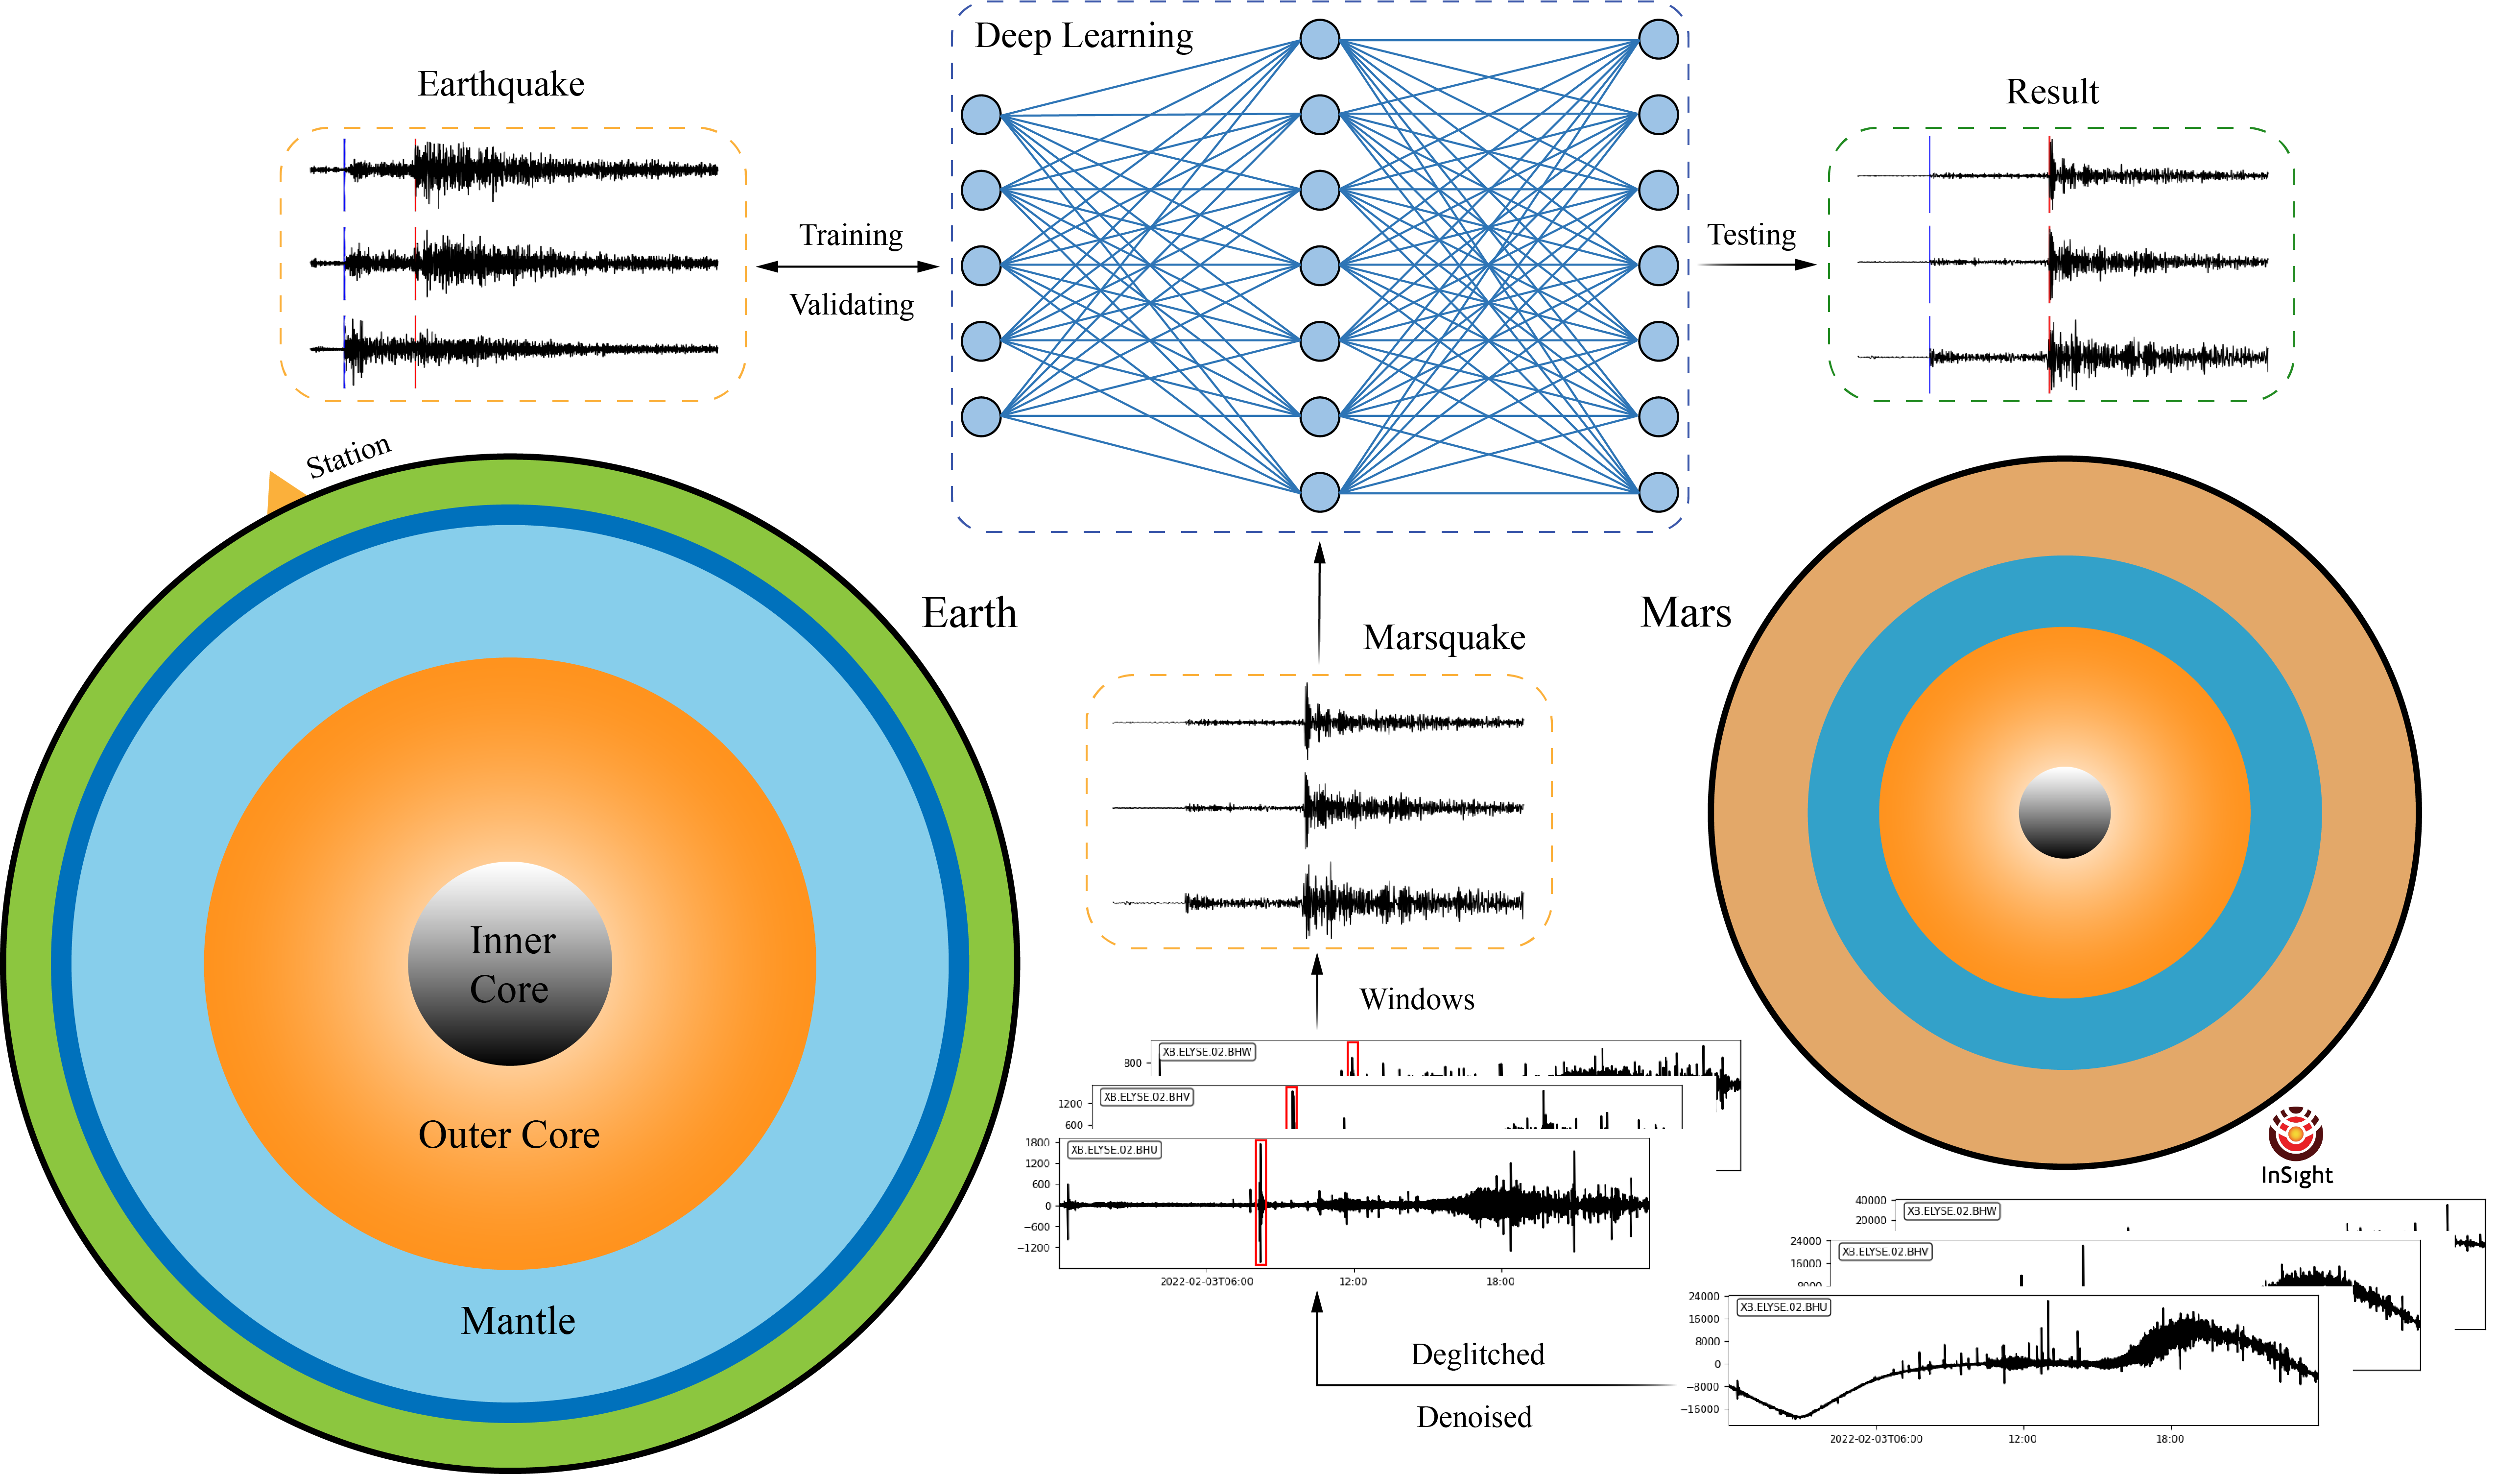 Deep Learning
Earthquake
Result
Training
Validating
Testing
Station
Earth
Mars
Marsquake
Inner
Core
Outer Core
Mantle
Windows
XB.ELYSE.02.BHW
800
XB.ELYSE.02.BHV
1200
600
XB.ELYSE.02.BHU
1800
1200
600
0
−600
−1200
2022-02-03T06:00 12:00 18:00
InSight
XB.ELYSE.02.BHW
40000
20000
XB.ELYSE.02.BHV
24000
16000
8000
XB.ELYSE.02.BHU
24000
16000
8000
0
−8000
−16000
2022-02-03T06:00 12:00 18:00
Deglitched
Denoised